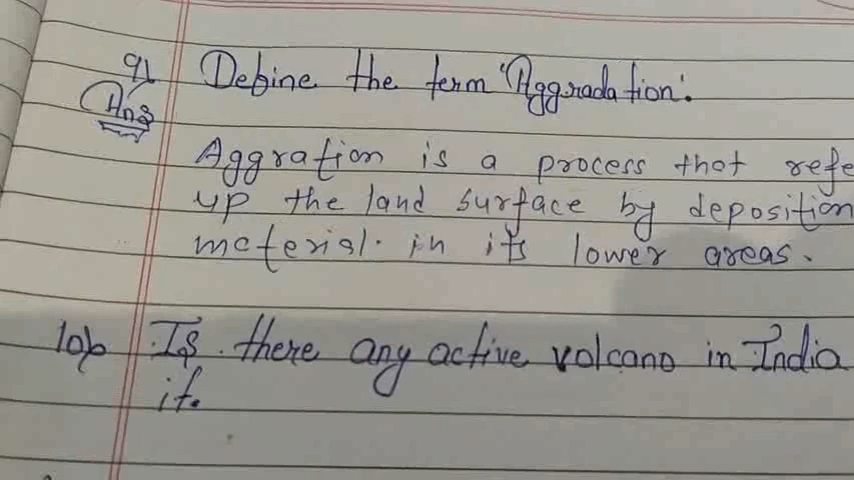 9) Define the term 'Aggradation'.
Ans
Aggration is a process that refe
up the land surface by deposition
material. in its lower areas.
10) Is there any active volcano in India
it.